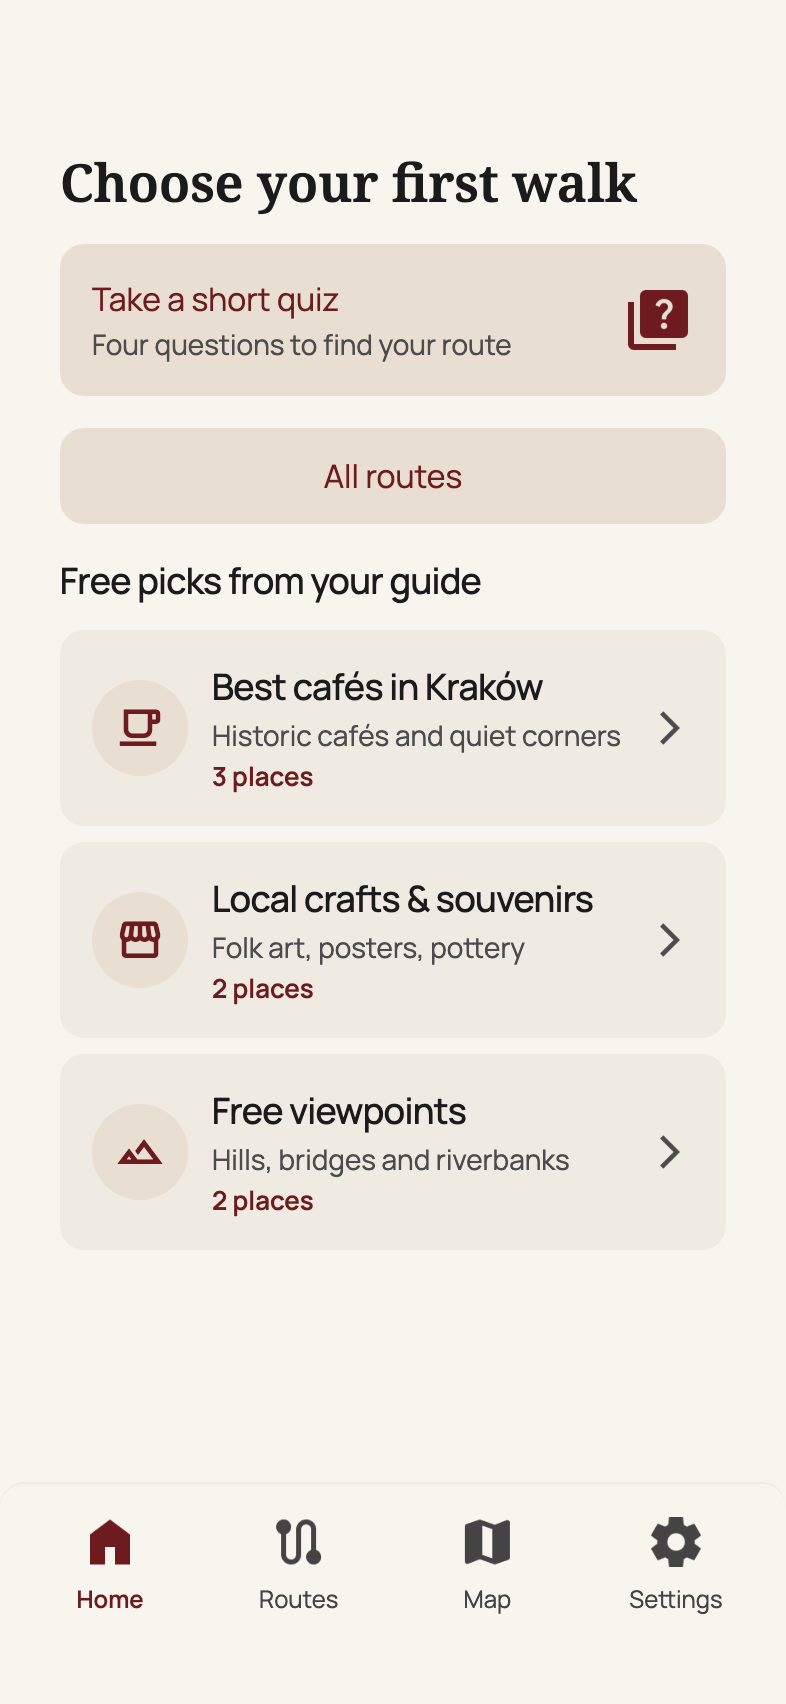 Choose your first walk
Take a short quiz
Four questions to find your route
?
All routes
Free picks from your guide
Best cafés in Kraków
Historic cafés and quiet corners
3 places
Local crafts & souvenirs
Folk art, posters, pottery
2 places
Free viewpoints
Hills, bridges and riverbanks
2 places
Home
Routes
Map
Settings